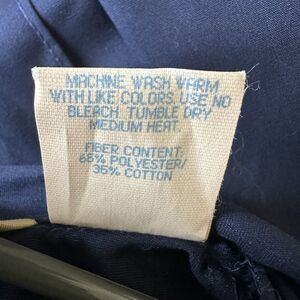 MACHINE WASH WARM
WITH LIKE COLORS. USE NO
BLEACH. TUMBLE DRY
MEDIUM HEAT.
FIBER CONTENT:
65% POLYESTER/
35% COTTON